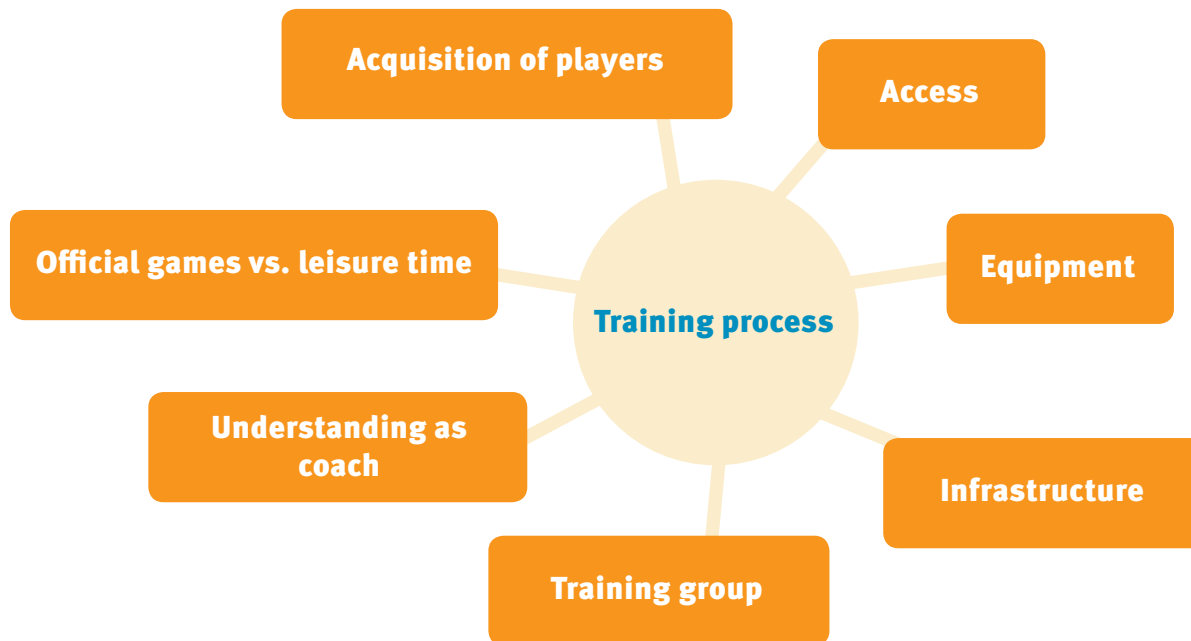 Acquisition of players
Access
Official games vs. leisure time
Equipment
Training process
Understanding as
coach
Infrastructure
Training group